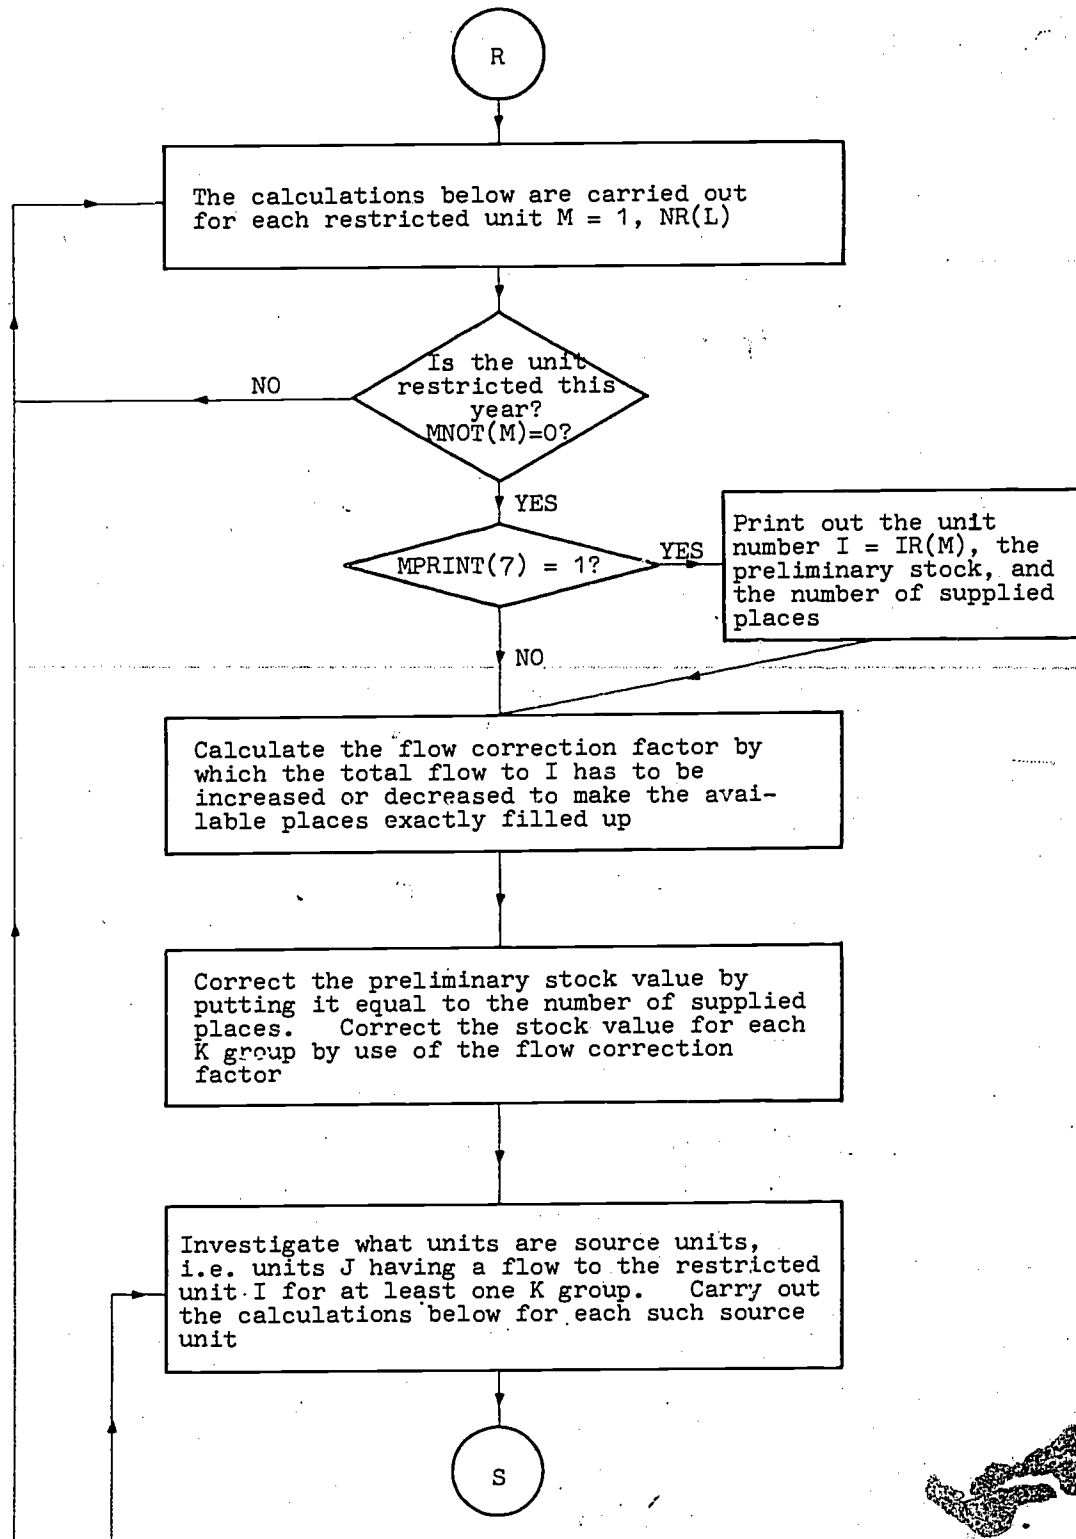 R
The calculations below are carried out
for each restricted unit M = 1, NR(L)
Is the unit
restricted this
year?
MNOT(M)=0?
NO
YES
MPRINT(7) = 1?
YES
Print out the unit
number I = IR(M), the
preliminary stock, and
the number of supplied
places
NO
Calculate the flow correction factor by
which the total flow to I has to be
increased or decreased to make the avai-
lable places exactly filled up
Correct the preliminary stock value by
putting it equal to the number of supplied
places. Correct the stock value for each
K group by use of the flow correction
factor
Investigate what units are source units,
i.e. units J having a flow to the restricted
unit I for at least one K group. Carry out
the calculations below for each such source
unit
S